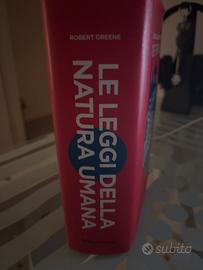 ROBERT GREENE
LE LEGGI DELLA
NATURA UMANA
subito